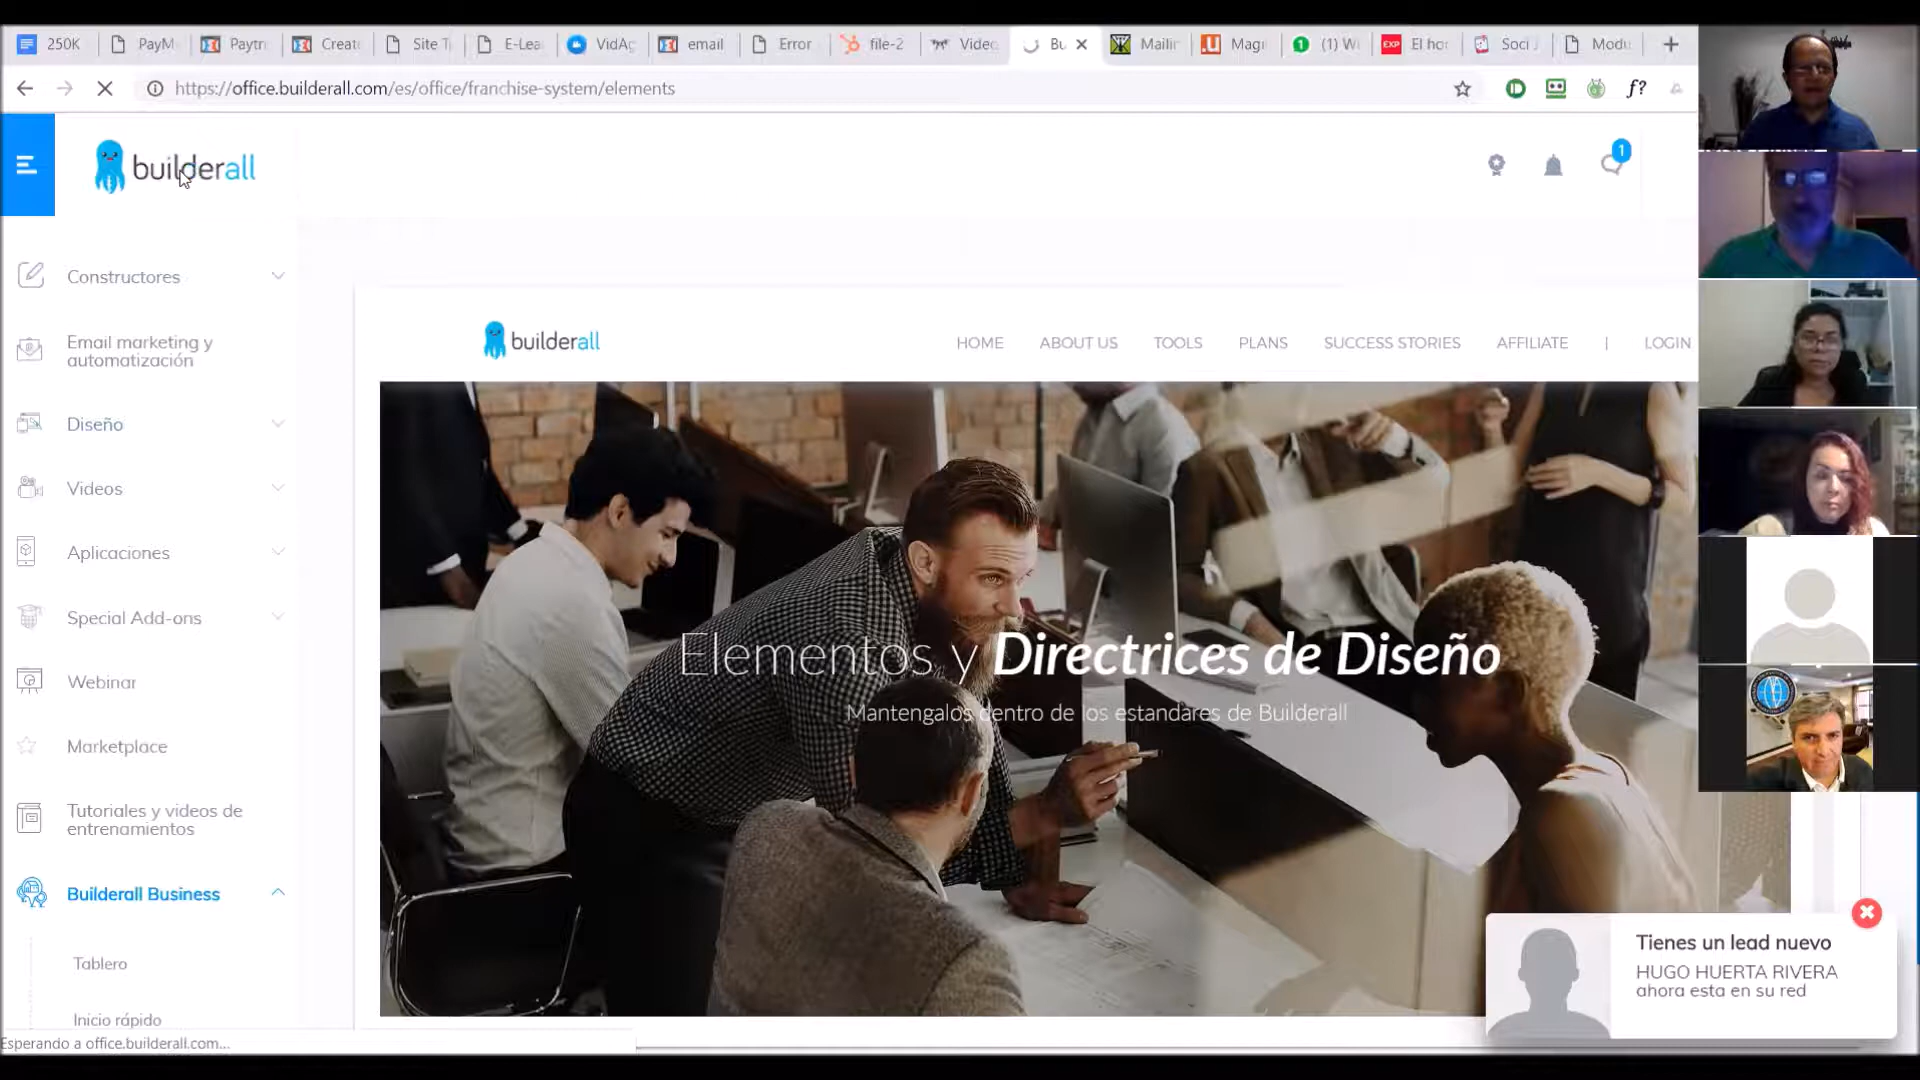 250K
PayM
Paytr
Create
Site T
E-Lea
VidA
email
Error
file-2
Video
Bu
Mailin
Magi
(1) W
El hor
Soci
Modu
https://office.builderall.com/es/office/franchise-system/elements
f?
builderall
1
Constructores
Email marketing y
automatización
Diseño
Videos
Aplicaciones
Special Add-ons
Webinar
Marketplace
Tutoriales y videos de
entrenamientos
Builderall Business
Tablero
Inicio rápido
Esperando a office.builderall.com...
builderall
HOME ABOUT US TOOLS PLANS SUCCESS STORIES AFFILIATE | LOGIN
Elementos y Directrices de Diseño
Mantengalos dentro de los estandares de Builderall
Tienes un lead nuevo
HUGO HUERTA RIVERA
ahora esta en su red